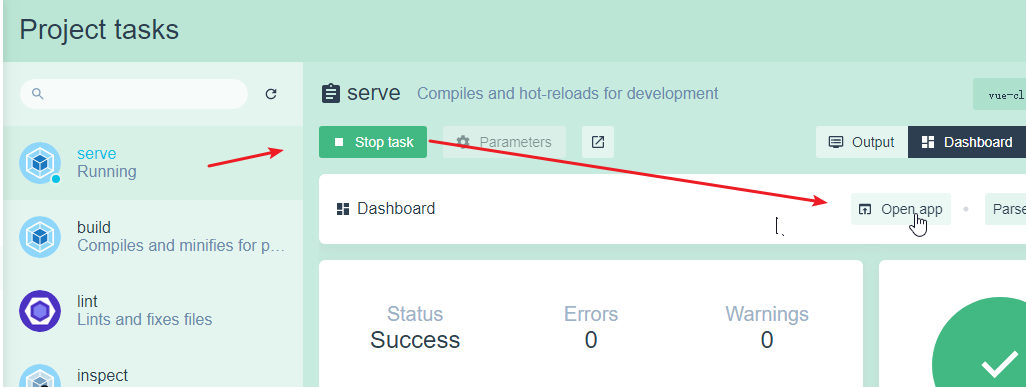 Project tasks
serve
Running
build
Compiles and minifies for p…
lint
Lints and fixes files
inspect
serve Compiles and hot-reloads for development
vue-cl
Stop task Parameters Output Dashboard
Dashboard Open app Parse
Status Errors Warnings
Success 0 0